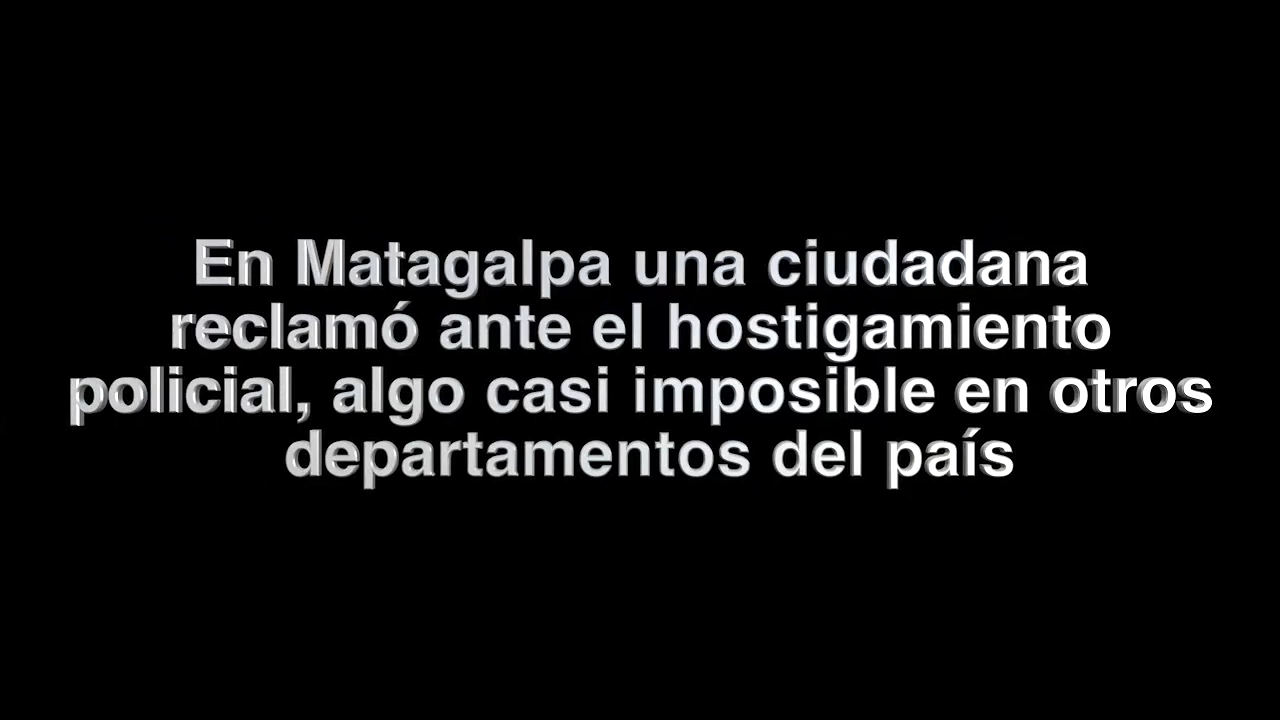 En Matagalpa una ciudadana
reclamó ante el hostigamiento
policial, algo casi imposible en otros
departamentos del país